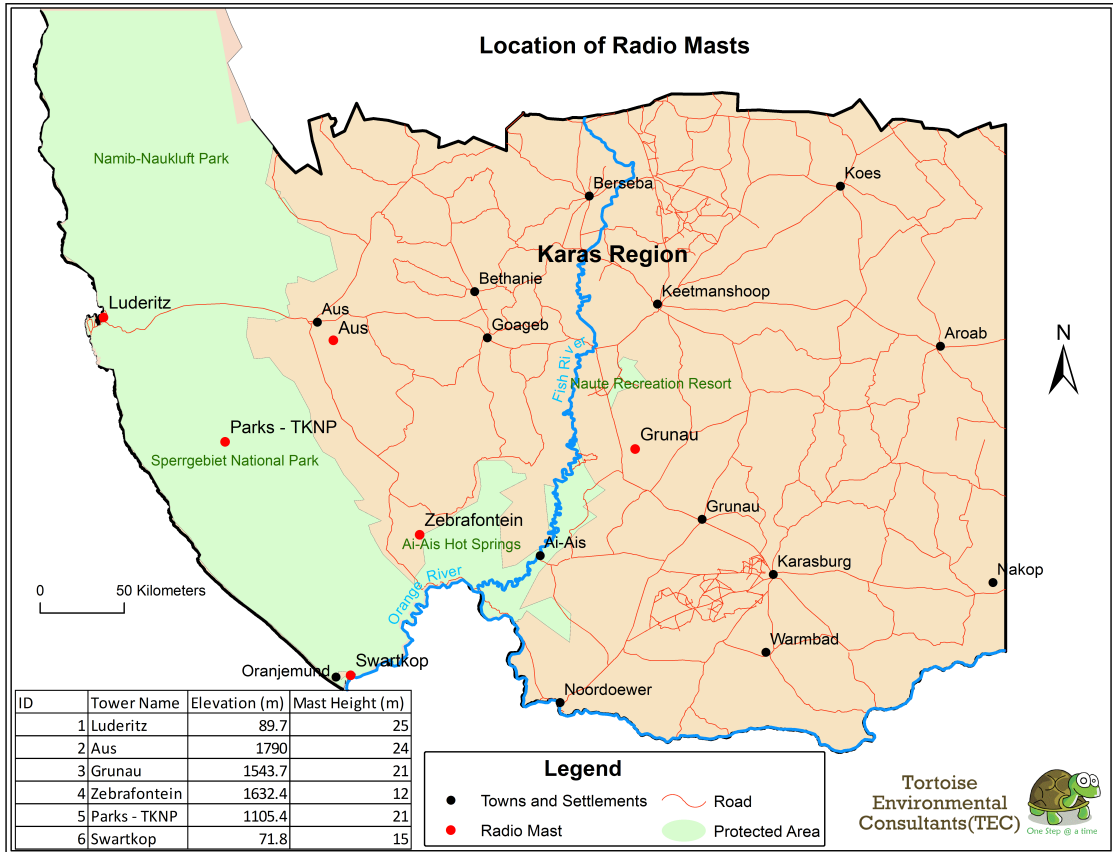 Location of Radio Masts
Namib-Naukluft Park
Koes
Berseba
Karas Region
Bethanie
Keetmanshoop
Luderitz
Aus
Aus
Goageb
Aroab
N
Fish River
Naute Recreation Resort
Parks - TKNP
Grunau
Sperrgebiet National Park
Grunau
Zebrafontein
Ai-Ais Hot Springs
Ai-Ais
Karasburg
Nakop
Orange River
0 50 Kilometers
Warmbad
Oranjemund
Swartkop
Noordoewer
ID Tower Name Elevation (m) Mast Height (m)
1 Luderitz 89.7 25
2 Aus 1790 24
3 Grunau 1543.7 21
4 Zebrafontein 1632.4 12
5 Parks - TKNP 1105.4 21
6 Swartkop 71.8 15
Legend
Towns and Settlements
Road
Radio Mast
Protected Area
Tortoise
Environmental
Consultants(TEC)
One Step @ a time